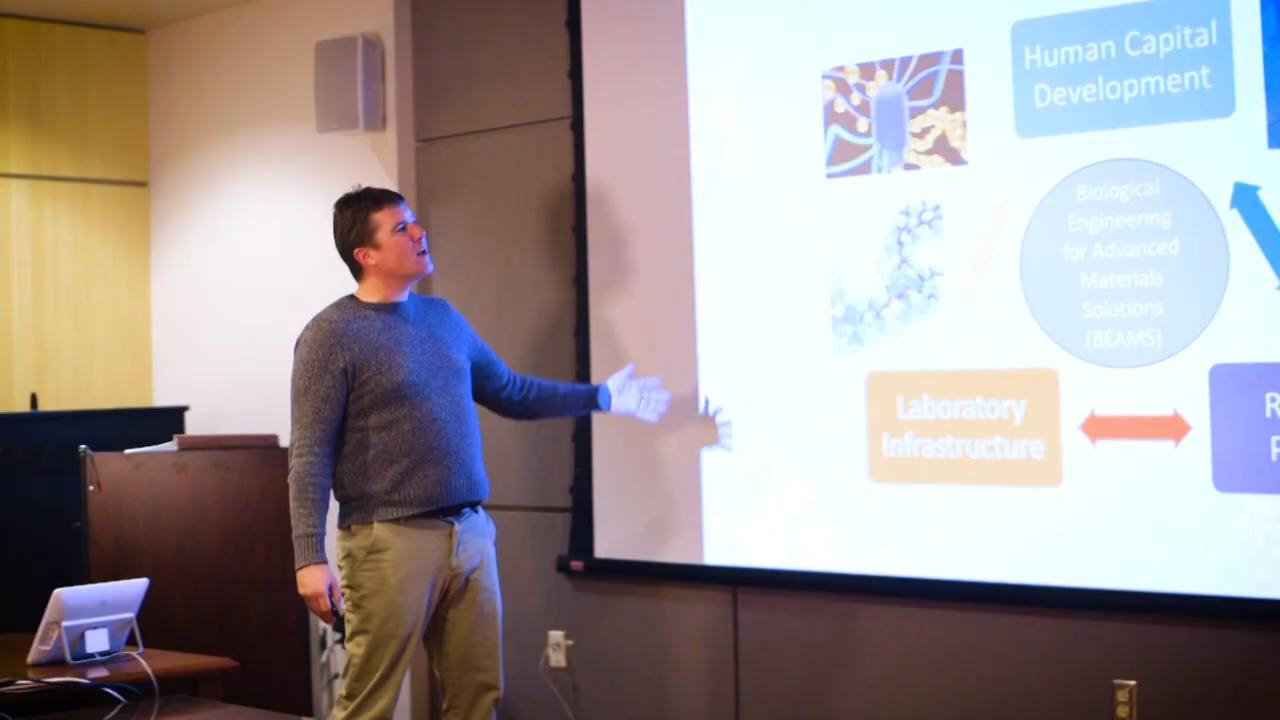 Human Capital
Development
Biological
Engineering
for Advanced
Materials
Solutions
(BEAMS)
Laboratory
Infrastructure